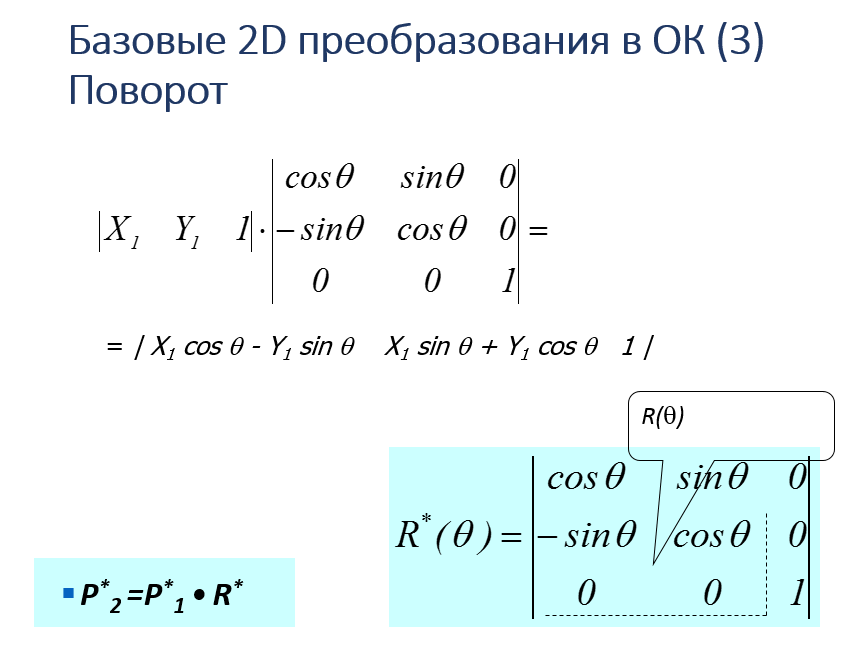 Базовые 2D преобразования в ОК (3)
Поворот
cosθ sinθ 0
|X₁ Y₁ 1| · |−sinθ cosθ 0| =
0 0 1
= | X₁ cos θ - Y₁ sin θ X₁ sin θ + Y₁ cos θ 1 |
R(θ)
cosθ sinθ 0
R*(θ) = |−sinθ cosθ 0|
0 0 1
▪ P*₂ =P*₁ • R*